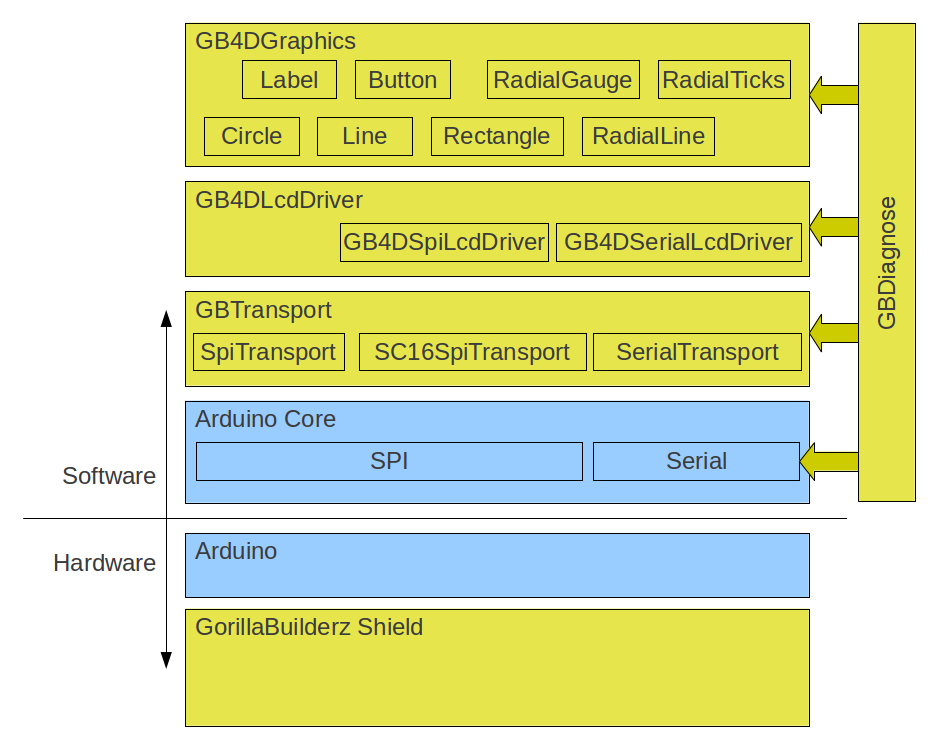 GB4DGraphics
Label Button RadialGauge RadialTicks
Circle Line Rectangle RadialLine
GB4DLcdDriver
GB4DSpiLcdDriver GB4DSerialLcdDriver
GBTransport
SpiTransport SC16SpiTransport SerialTransport
Arduino Core
SPI Serial
GBDiagnose
Software
Hardware
Arduino
GorillaBuilderz Shield